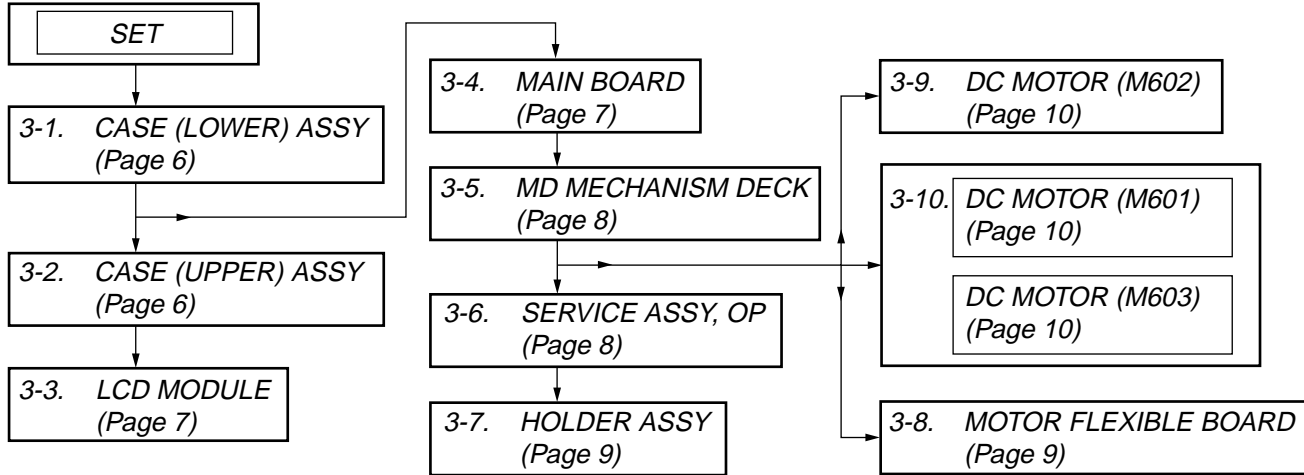 SET
3-1. CASE (LOWER) ASSY
(Page 6)
3-2. CASE (UPPER) ASSY
(Page 6)
3-3. LCD MODULE
(Page 7)
3-4. MAIN BOARD
(Page 7)
3-5. MD MECHANISM DECK
(Page 8)
3-6. SERVICE ASSY, OP
(Page 8)
3-7. HOLDER ASSY
(Page 9)
3-9. DC MOTOR (M602)
(Page 10)
3-10. DC MOTOR (M601)
(Page 10)
DC MOTOR (M603)
(Page 10)
3-8. MOTOR FLEXIBLE BOARD
(Page 9)